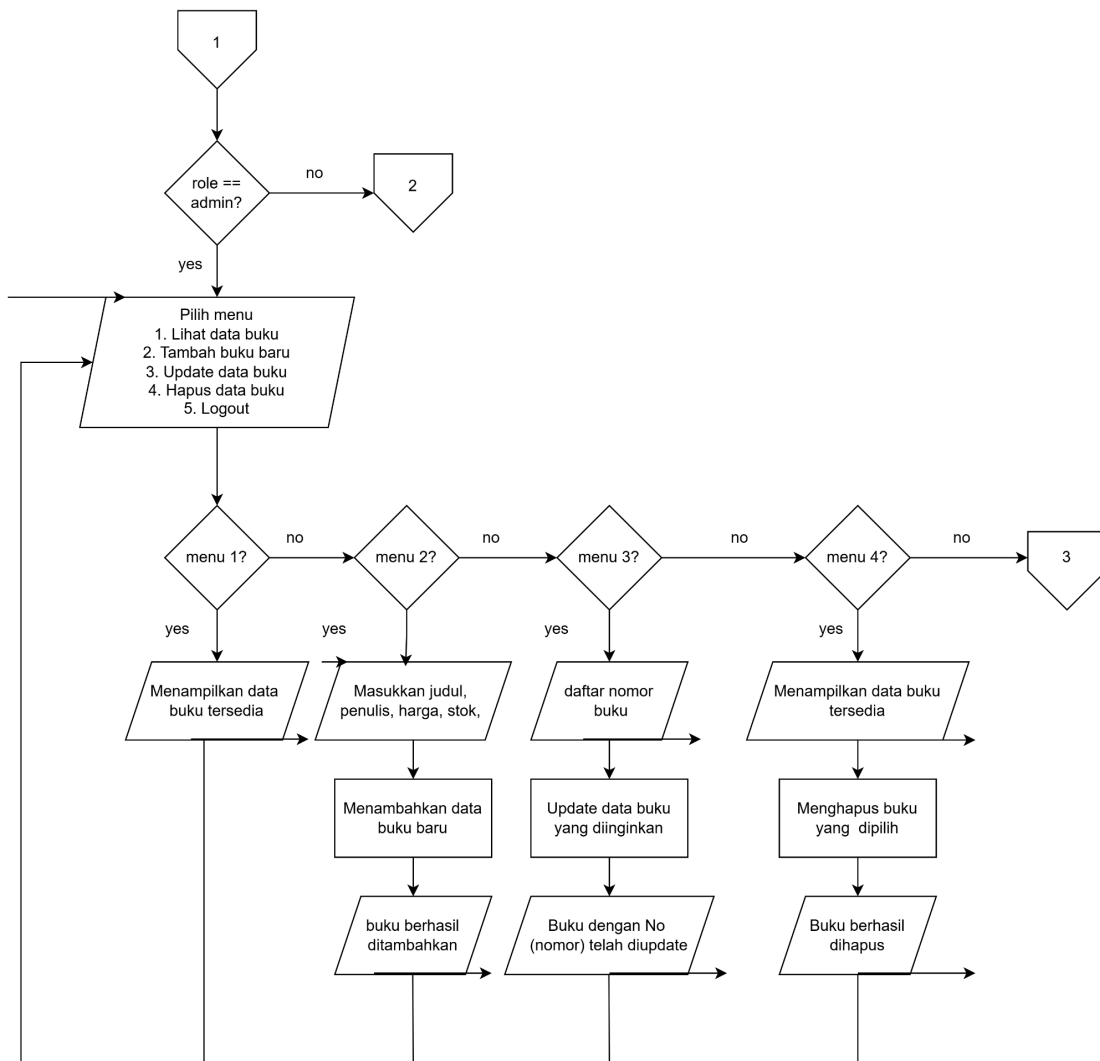 1
role ==
admin?
no
2
yes
Pilih menu
1. Lihat data buku
2. Tambah buku baru
3. Update data buku
4. Hapus data buku
5. Logout
menu 1?
no
menu 2?
no
menu 3?
no
menu 4?
no
3
yes
yes
yes
yes
Menampilkan data
buku tersedia
Masukkan judul,
penulis, harga, stok,
daftar nomor
buku
Menampilkan data buku
tersedia
Menambahkan data
buku baru
Update data buku
yang diinginkan
Menghapus buku
yang dipilih
buku berhasil
ditambahkan
Buku dengan No
(nomor) telah diupdate
Buku berhasil
dihapus